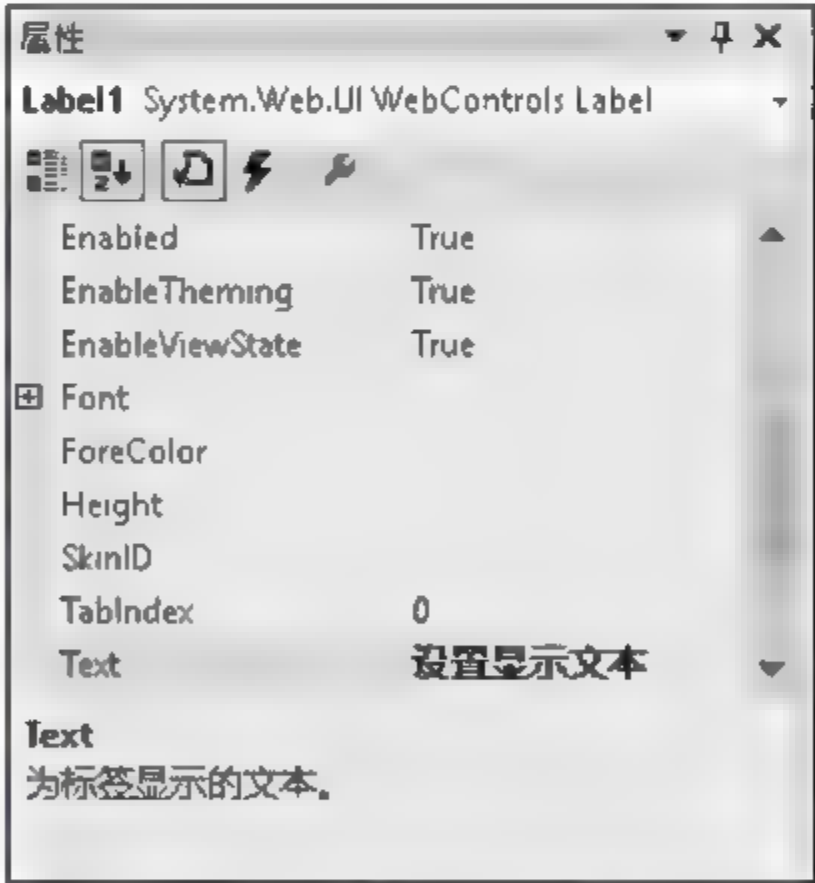 属性
Label1 System.Web.UI WebControls Label
Enabled True
EnableTheming True
EnableViewState True
Font
ForeColor
Height
SkinID
TabIndex 0
Text 设置显示文本
Text
为标签显示的文本。